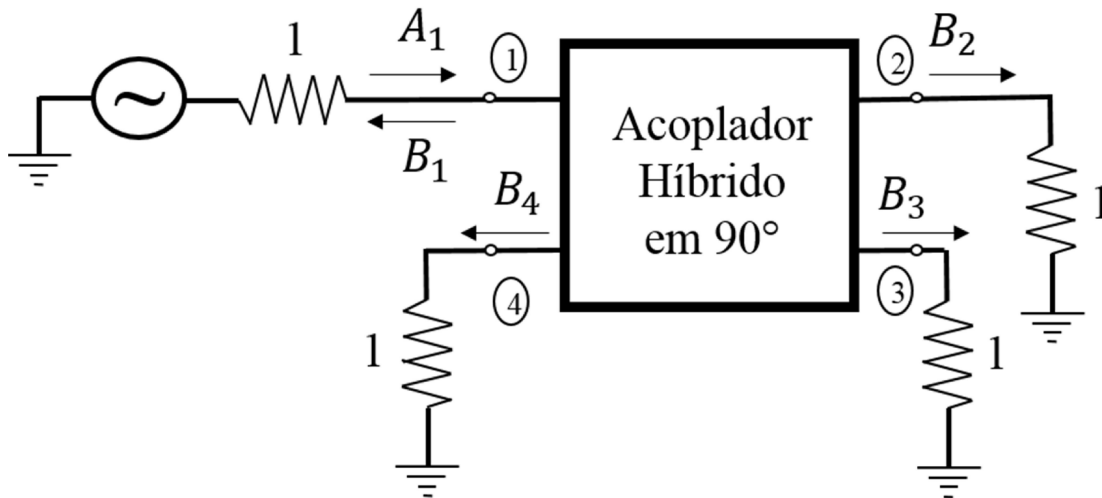 1
A₁
B₁
①
Acoplador
Híbrido
em 90°
②
B₂
1
B₄
④
1
B₃
③
1